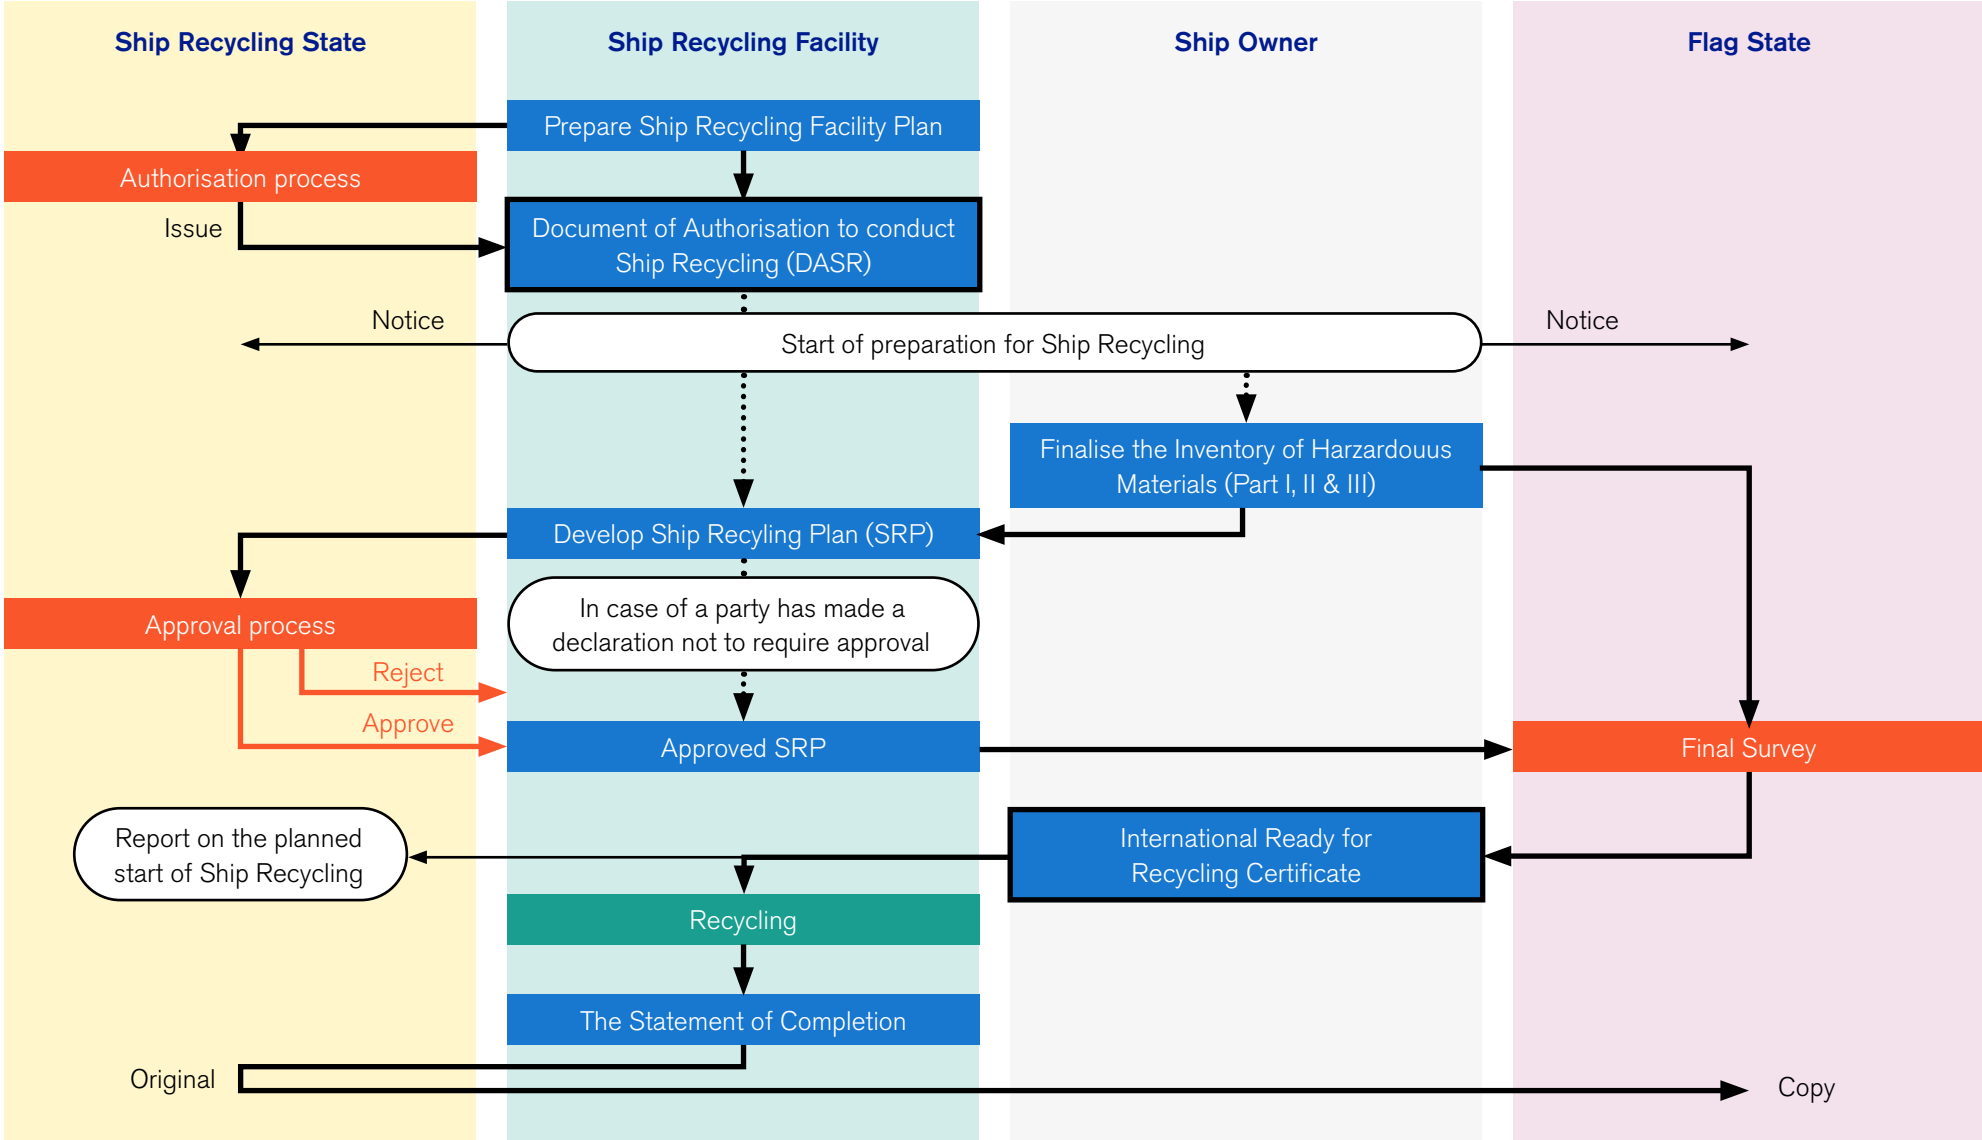 Ship Recycling State
Ship Recycling Facility
Ship Owner
Flag State
Prepare Ship Recycling Facility Plan
Authorisation process
Issue
Document of Authorisation to conduct
Ship Recycling (DASR)
Notice
Start of preparation for Ship Recycling
Notice
Finalise the Inventory of Harzardouus
Materials (Part I, II & III)
Develop Ship Recyling Plan (SRP)
Approval process
In case of a party has made a
declaration not to require approval
Reject
Approve
Approved SRP
Final Survey
Report on the planned
start of Ship Recycling
International Ready for
Recycling Certificate
Recycling
The Statement of Completion
Original
Copy